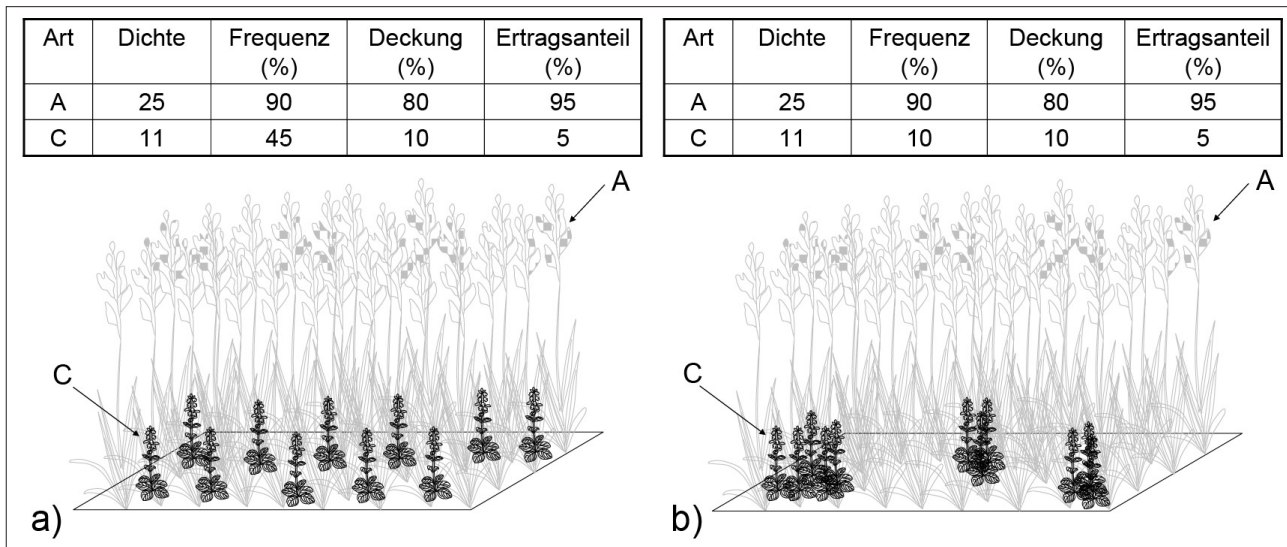 Art Dichte Frequenz (%) Deckung (%) Ertragsanteil (%)
A 25 90 80 95
C 11 45 10 5
A
C
a)
Art Dichte Frequenz (%) Deckung (%) Ertragsanteil (%)
A 25 90 80 95
C 11 10 10 5
A
C
b)